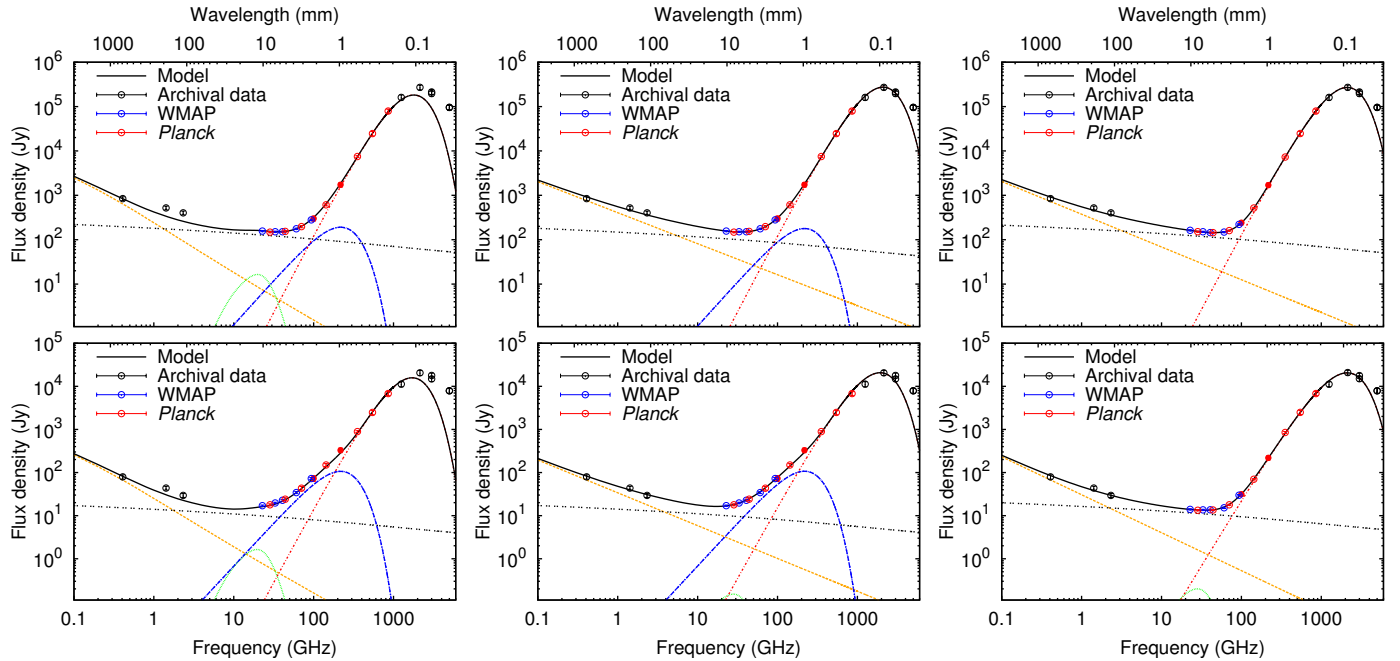 Wavelength (mm) Wavelength (mm) Wavelength (mm)
1000 100 10 1 0.1 1000 100 10 1 0.1 1000 100 10 1 0.1
Flux density (Jy)
10^6
10^5
10^4
10^3
10^2
10^1
Model
Archival data
WMAP
Planck
Flux density (Jy)
10^6
10^5
10^4
10^3
10^2
10^1
Model
Archival data
WMAP
Planck
Flux density (Jy)
10^6
10^5
10^4
10^3
10^2
10^1
Model
Archival data
WMAP
Planck
Flux density (Jy)
10^5
10^4
10^3
10^2
10^1
10^0
Model
Archival data
WMAP
Planck
Flux density (Jy)
10^5
10^4
10^3
10^2
10^1
10^0
Model
Archival data
WMAP
Planck
Flux density (Jy)
10^5
10^4
10^3
10^2
10^1
10^0
Model
Archival data
WMAP
Planck
0.1 1 10 100 1000 0.1 1 10 100 1000 0.1 1 10 100 1000
Frequency (GHz) Frequency (GHz) Frequency (GHz)